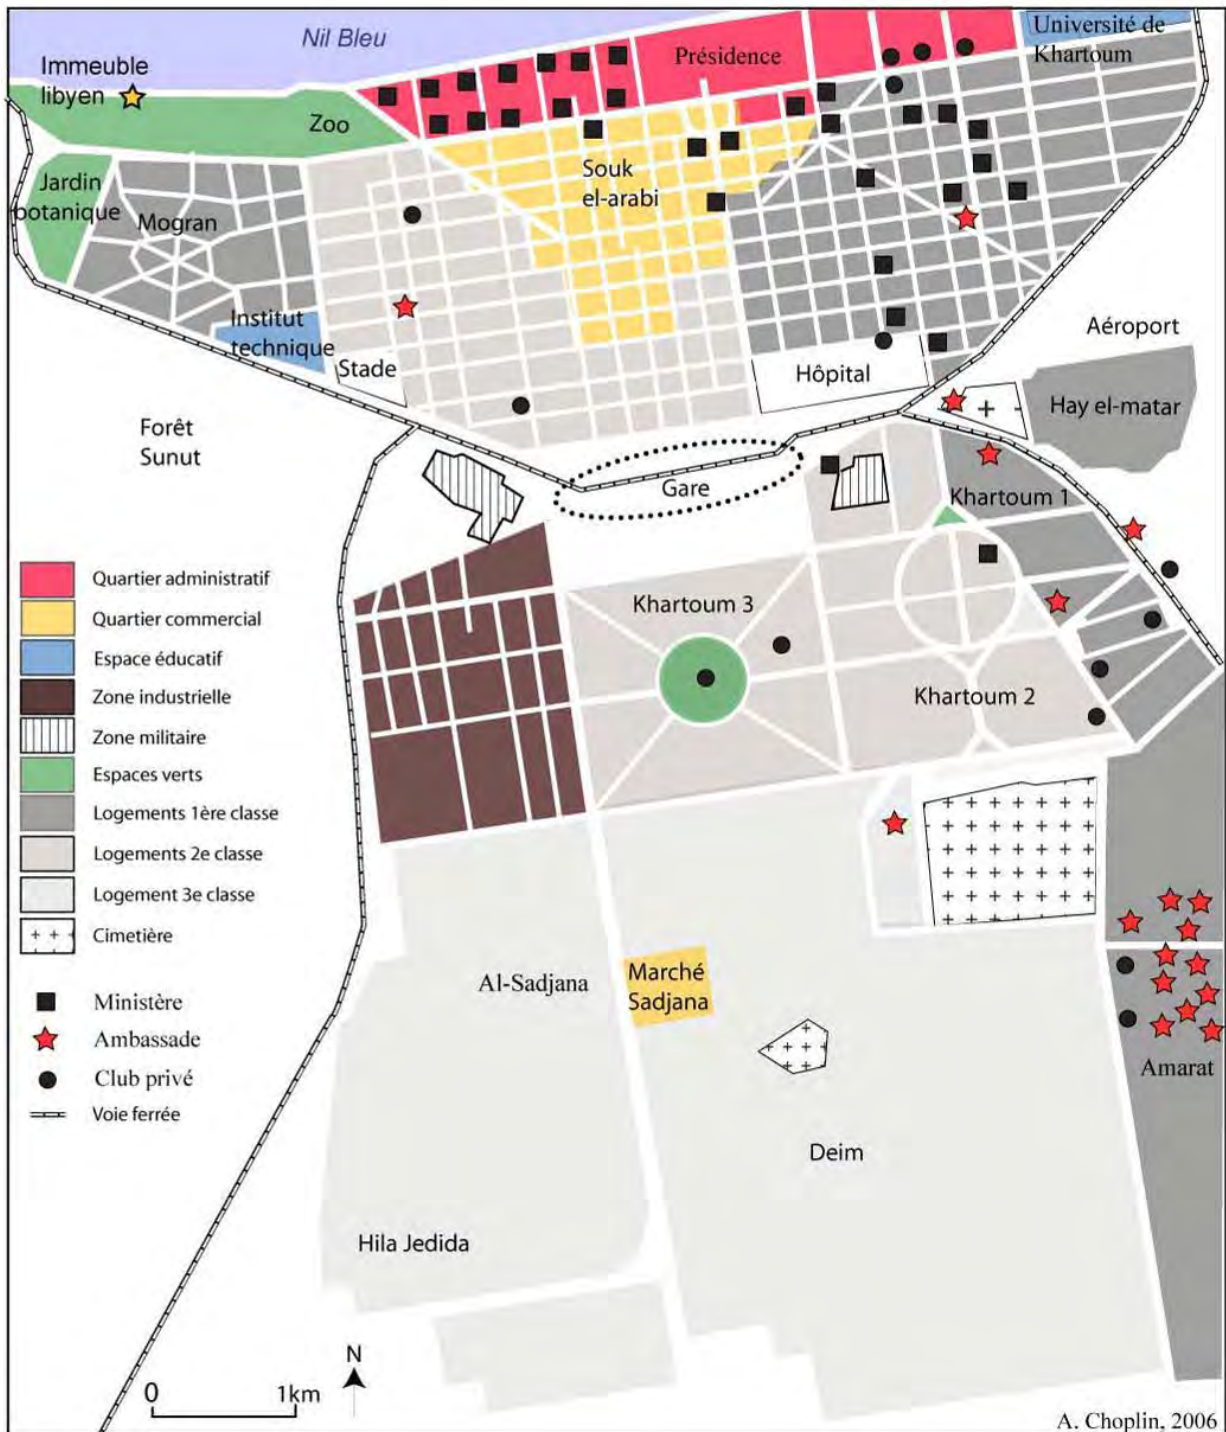 Nil Bleu
Université de
Khartoum
Immeuble
libyen
Présidence
Zoo
Souk
el-arabi
Jardin
botanique
Mogran
Institut
technique
Stade
Hôpital
Aéroport
Hay el-matar
Forêt
Sunut
Gare
Khartoum 1
Khartoum 3
Khartoum 2
Quartier administratif
Quartier commercial
Espace éducatif
Zone industrielle
Zone militaire
Espaces verts
Logements 1ère classe
Logements 2e classe
Logement 3e classe
Cimetière
Ministère
Ambassade
Club privé
Voie ferrée
Al-Sadjana
Marché
Sadjana
Amarat
Deim
Hila Jedida
N
0 1km
A. Choplin, 2006